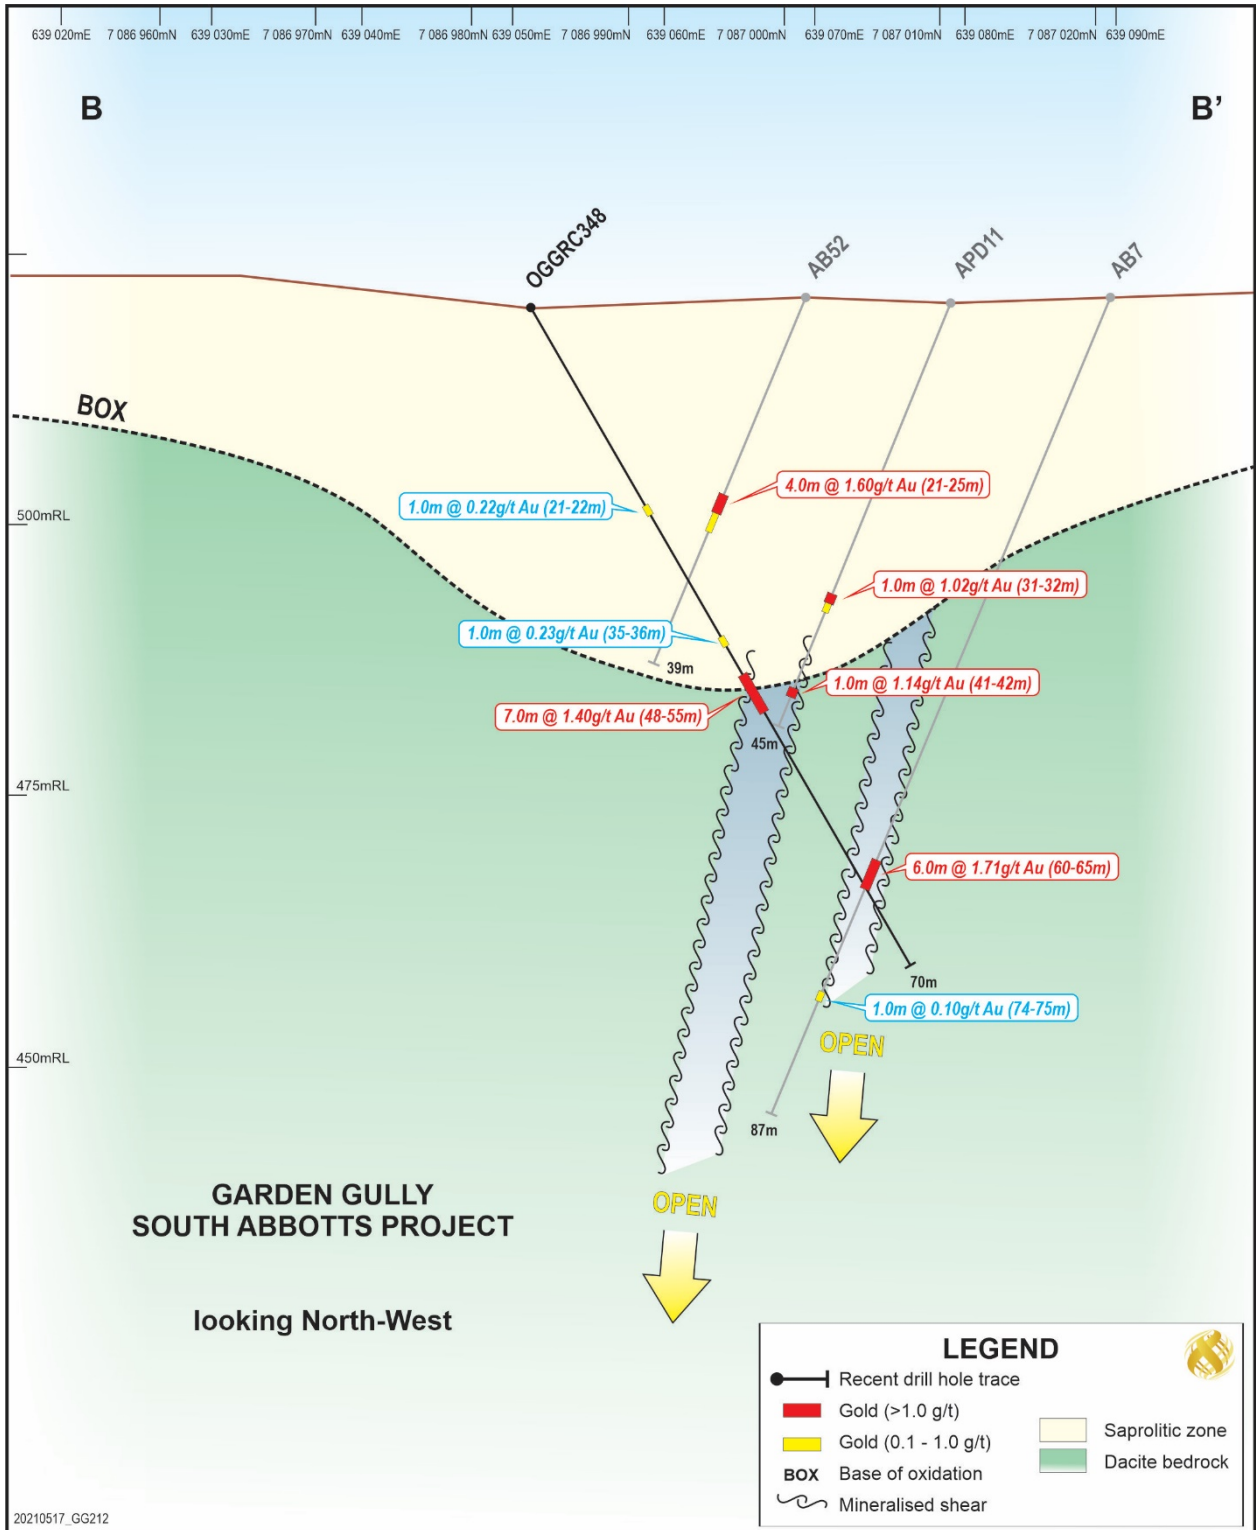 639 020mE 7 086 960mN 639 030mE 7 086 970mN 639 040mE 7 086 980mN 639 050mE 7 086 990mN 639 060mE 7 087 000mN 639 070mE 7 087 010mN 639 080mE 7 087 020mN 639 090mE
B
B'
OGGRC348
AB52
APD11
AB7
BOX
4.0m @ 1.60g/t Au (21-25m)
1.0m @ 0.22g/t Au (21-22m)
500mRL
1.0m @ 1.02g/t Au (31-32m)
1.0m @ 0.23g/t Au (35-36m)
39m
1.0m @ 1.14g/t Au (41-42m)
7.0m @ 1.40g/t Au (48-55m)
45m
475mRL
6.0m @ 1.71g/t Au (60-65m)
70m
1.0m @ 0.10g/t Au (74-75m)
OPEN
450mRL
87m
GARDEN GULLY
SOUTH ABBOTTS PROJECT
OPEN
looking North-West
LEGEND
Recent drill hole trace
Gold (>1.0 g/t)
Gold (0.1 - 1.0 g/t)
BOX Base of oxidation
Mineralised shear
Saprolitic zone
Dacite bedrock
20210517_GG212